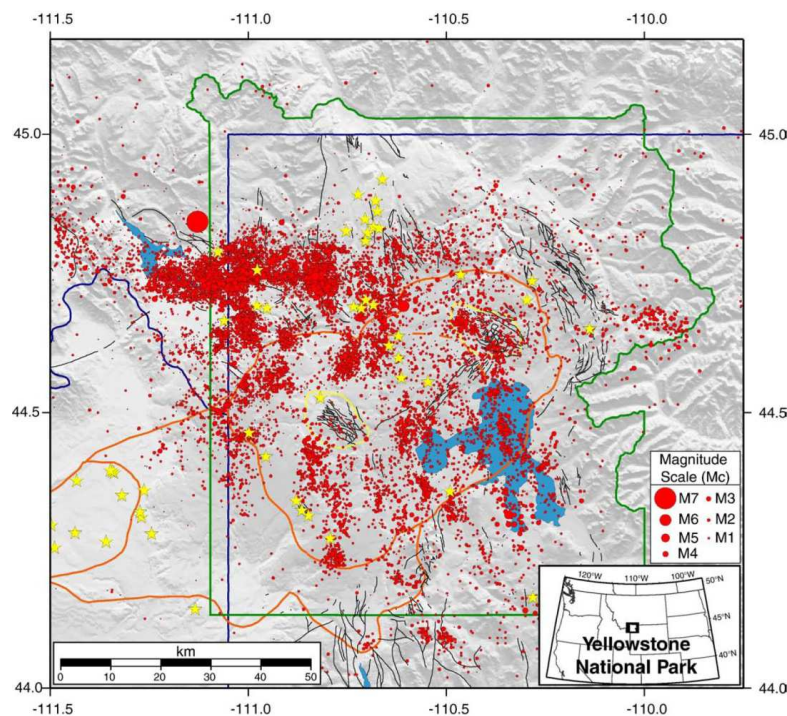 -111.5 -111.0 -110.5 -110.0
45.0 45.0
44.5 44.5
44.0 44.0
-111.5 -111.0 -110.5 -110.0
Magnitude
Scale (Mc)
M7 M3
M6 M2
M5 M1
M4
km
0 10 20 30 40 50
120°W 110°W 100°W
50°N
45°N
40°N
Yellowstone
National Park